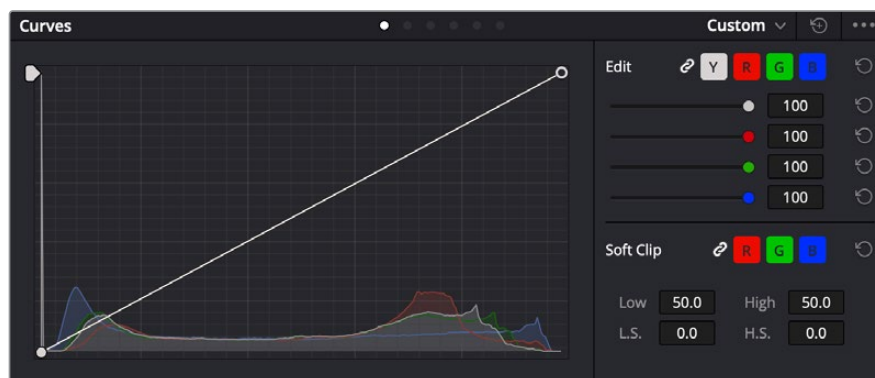 Curves
Custom
Edit Y R G B
100
100
100
100
Soft Clip R G B
Low 50.0 High 50.0
L.S. 0.0 H.S. 0.0